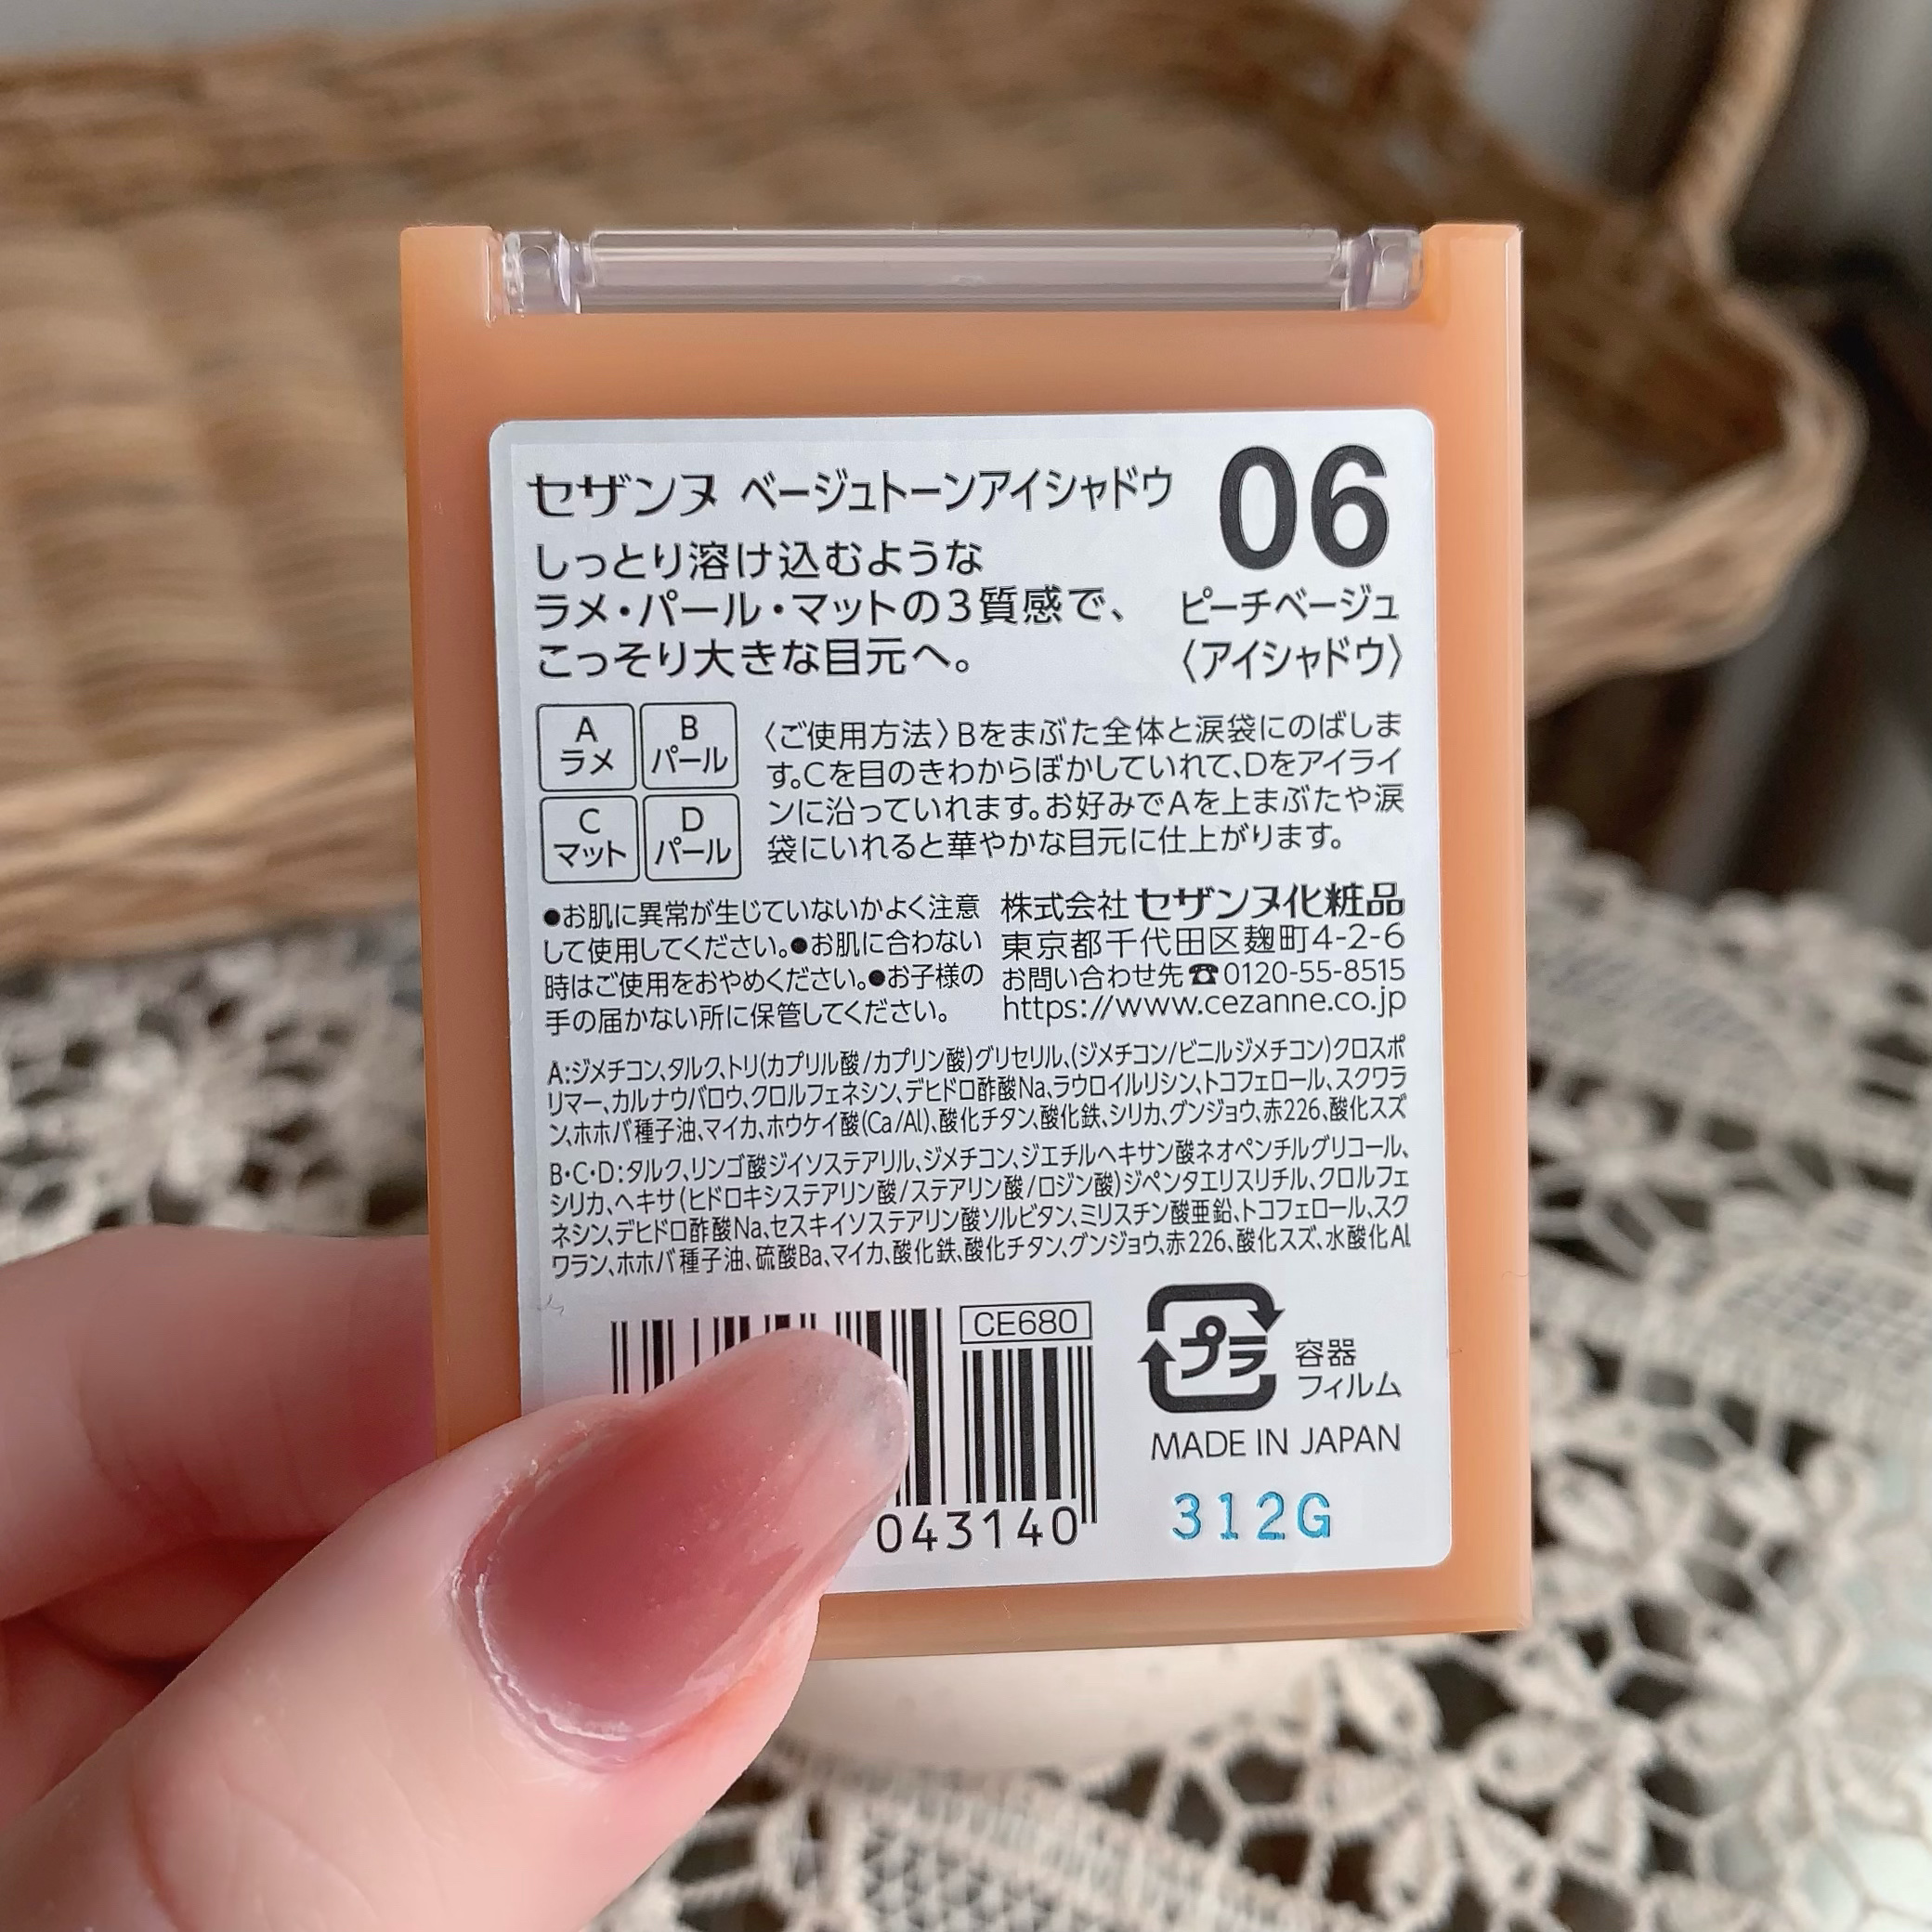 セザンヌ ベージュトーンアイシャドウ
06
しっとり溶け込むような
ラメ・パール・マットの3質感で、
こっそり大きな目元へ。
ピーチベージュ
〈アイシャドウ〉
A
ラメ
B
パール
C
マット
D
パール
〈ご使用方法〉Bをまぶた全体と涙袋にのばしま
す。Cを目のきわからぼかしていれて、Dをアイライ
ンに沿っていれます。お好みでAを上まぶたや涙
袋にいれると華やかな目元に仕上がります。
●お肌に異常が生じていないかよく注意
して使用してください。●お肌に合わない
時はご使用をおやめください。●お子様の
手の届かない所に保管してください。
株式会社 セザンヌ化粧品
東京都千代田区麹町4-2-6
お問い合わせ先☎0120-55-8515
https://www.cezanne.co.jp
A:ジメチコン、タルク、トリ(カプリル酸/カプリン酸)グリセリル、(ジメチコン/ビニルジメチコン)クロスポ
リマー、カルナウバロウ、クロルフェネシン、デヒドロ酢酸Na、ラウロイルリシン、トコフェロール、スクワラ
ン、ホホバ種子油、マイカ、ホウケイ酸(Ca/Al)、酸化チタン、酸化鉄、シリカ、グンジョウ、赤226、酸化スズ
B・C・D:タルク、リンゴ酸ジイソステアリル、ジメチコン、ジエチルヘキサン酸ネオペンチルグリコール、
シリカ、ヘキサ(ヒドロキシステアリン酸/ステアリン酸/ロジン酸)ジペンタエリスリチル、クロルフェ
ネシン、デヒドロ酢酸Na、セスキイソステアリン酸ソルビタン、ミリスチン酸亜鉛、トコフェロール、スク
ワラン、ホホバ種子油、硫酸Ba、マイカ、酸化鉄、酸化チタン、グンジョウ、赤226、酸化スズ、水酸化Al
CE680
043140
プラ
容器
フィルム
MADE IN JAPAN
312G